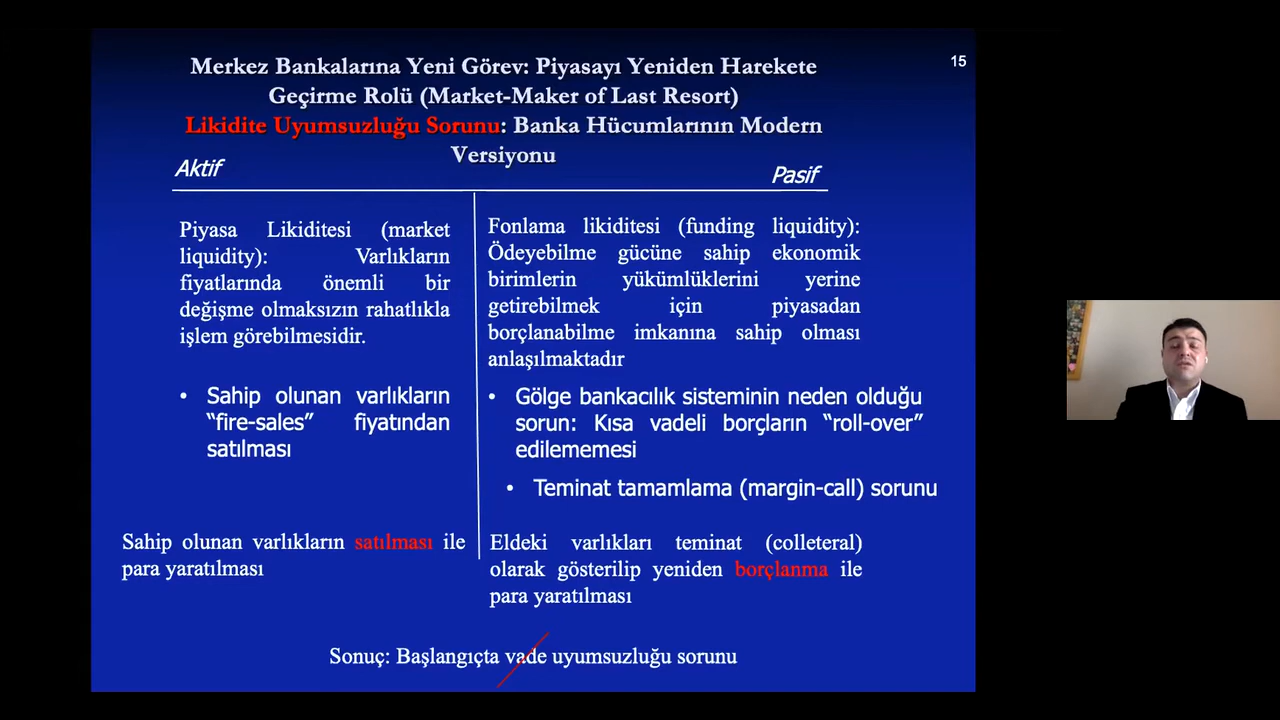 15
Merkez Bankalarına Yeni Görev: Piyasayı Yeniden Harekete
Geçirme Rolü (Market-Maker of Last Resort)
Likidite Uyumsuzluğu Sorunu: Banka Hücumlarının Modern
Versiyonu
Aktif
Pasif
Piyasa Likiditesi (market
liquidity): Varlıkların
fiyatlarında önemli bir
değişme olmaksızın rahatlıkla
işlem görebilmesidir.
Sahip olunan varlıkların
“fire-sales” fiyatından
satılması
Sahip olunan varlıkların satılması ile
para yaratılması
Fonlama likiditesi (funding liquidity):
Ödeyebilme gücüne sahip ekonomik
birimlerin yükümlüklerini yerine
getirebilmek için piyasadan
borçlanabilme imkanına sahip olması
anlaşılmaktadır
Gölge bankacılık sisteminin neden olduğu
sorun: Kısa vadeli borçların “roll-over”
edilememesi
Teminat tamamlama (margin-call) sorunu
Eldeki varlıkları teminat (colleteral)
olarak gösterilip yeniden borçlanma ile
para yaratılması
Sonuç: Başlangıçta vade uyumsuzluğu sorunu